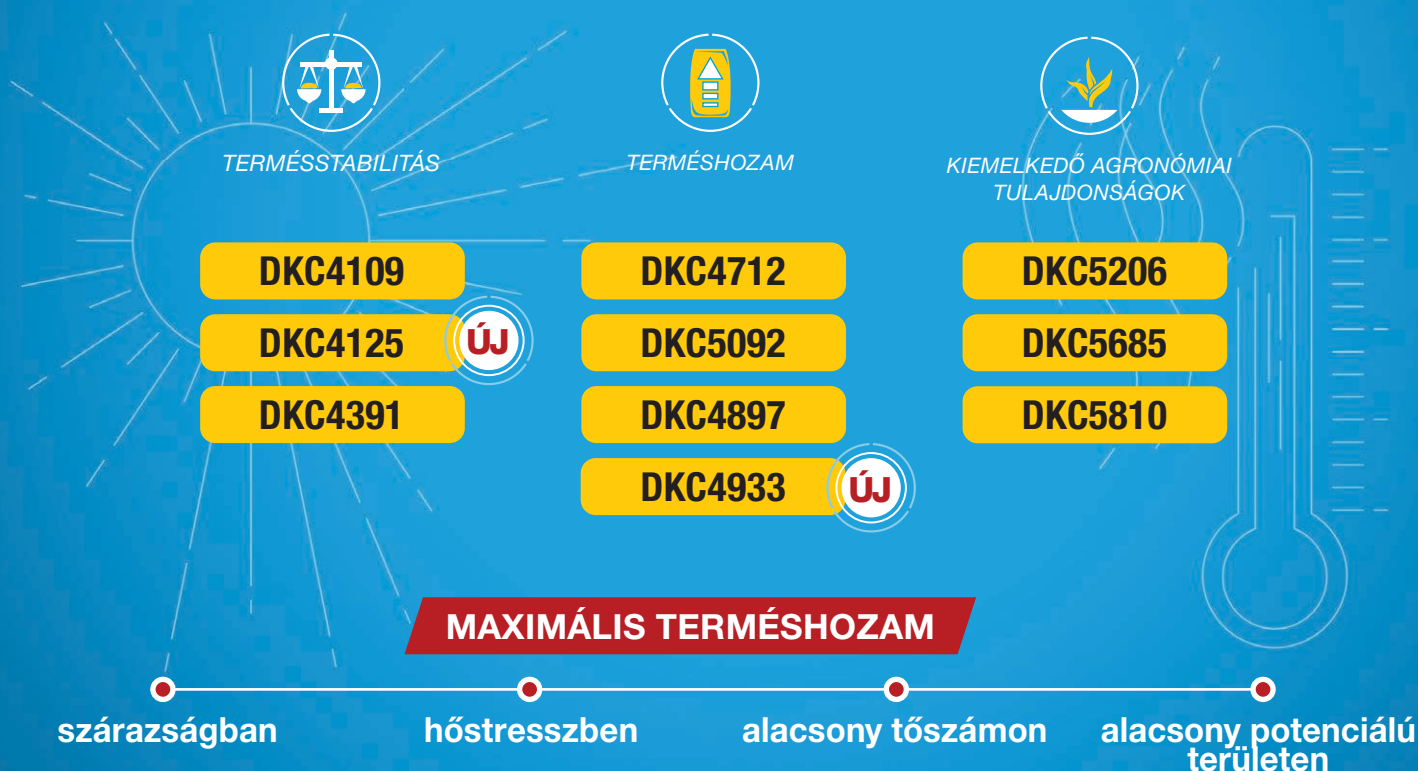 TERMÉSSTABILITÁS
DKC4109
DKC4125
ÚJ
DKC4391
TERMÉSHOZAM
DKC4712
DKC5092
DKC4897
DKC4933
ÚJ
KIEMELKEDŐ AGRONÓMIAI
TULAJDONSÁGOK
DKC5206
DKC5685
DKC5810
MAXIMÁLIS TERMÉSHOZAM
szárazságban
hőstresszben
alacsony tőszámon
alacsony potenciálú
területen